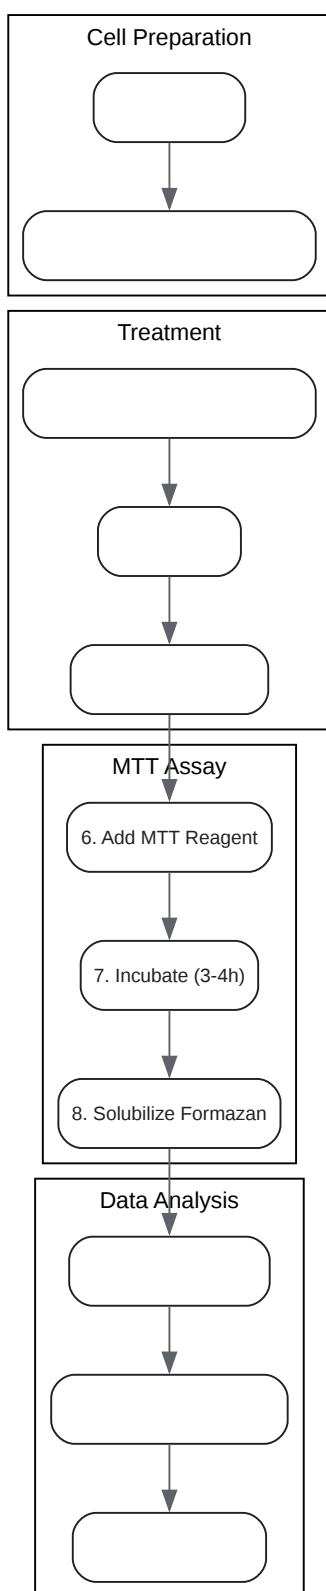 Cell Preparation
Treatment
MTT Assay
6. Add MTT Reagent
7. Incubate (3-4h)
8. Solubilize Formazan
Data Analysis